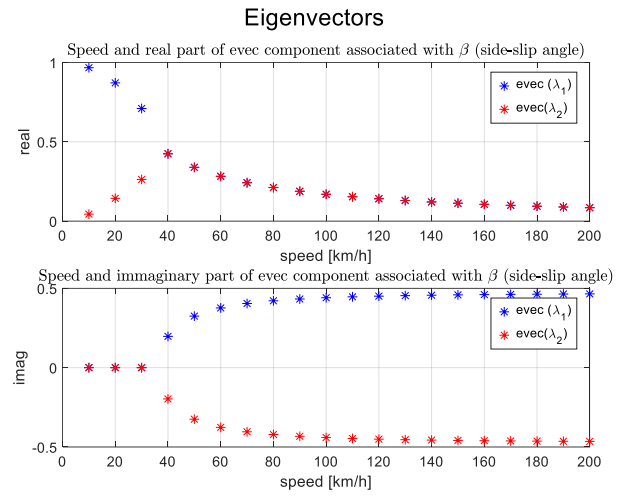 Eigenvectors
Speed and real part of evec component associated with β (side-slip angle)
1
0.5
0
real
evec (λ1)
evec(λ2)
0 20 40 60 80 100 120 140 160 180 200
speed [km/h]
Speed and immaginary part of evec component associated with β (side-slip angle)
0.5
0
-0.5
imag
evec (λ1)
evec(λ2)
0 20 40 60 80 100 120 140 160 180 200
speed [km/h]